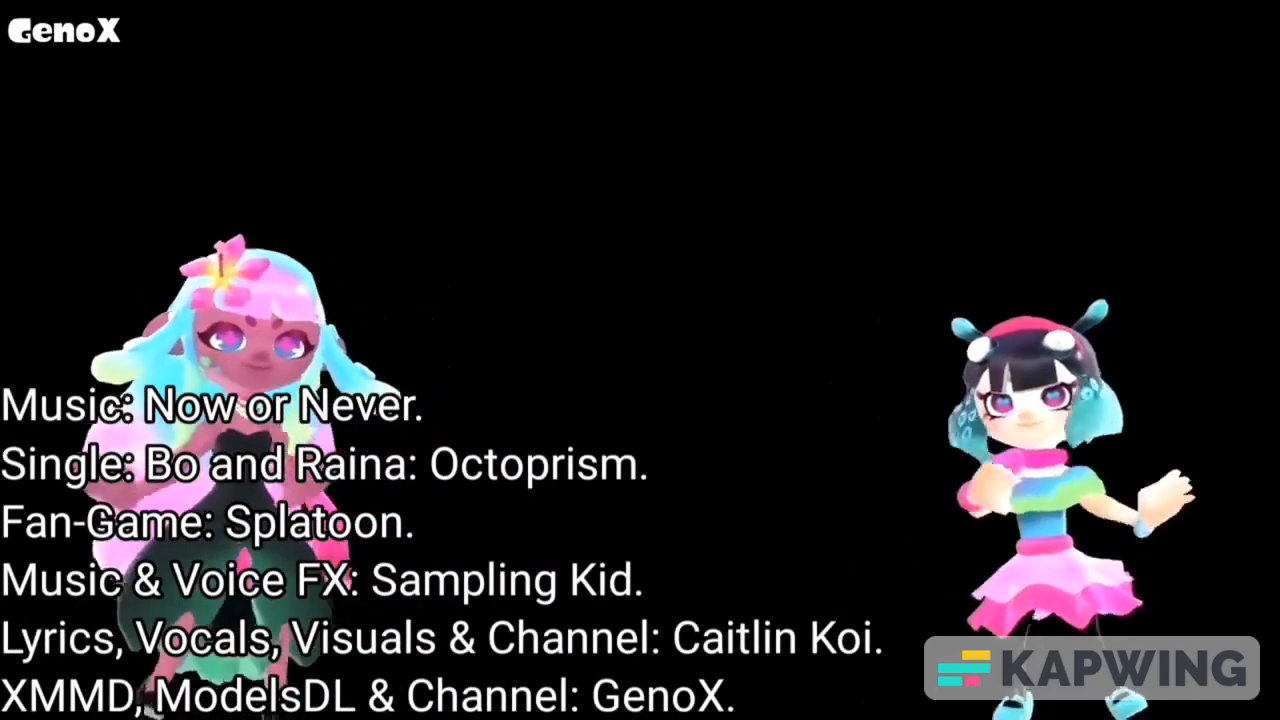 GenoX
Music: Now or Never.
Single: Bo and Raina: Octoprism.
Fan-Game: Splatoon.
Music & Voice FX: Sampling Kid.
Lyrics, Vocals, Visuals & Channel: Caitlin Koi.
XMMD, ModelsDL & Channel: GenoX.
KAPWING